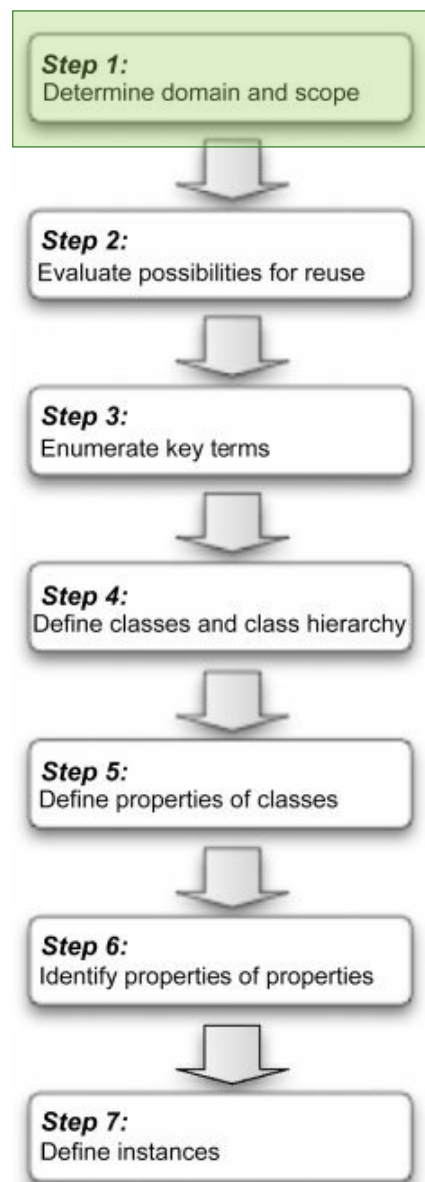 Step 1:
Determine domain and scope
Step 2:
Evaluate possibilities for reuse
Step 3:
Enumerate key terms
Step 4:
Define classes and class hierarchy
Step 5:
Define properties of classes
Step 6:
Identify properties of properties
Step 7:
Define instances